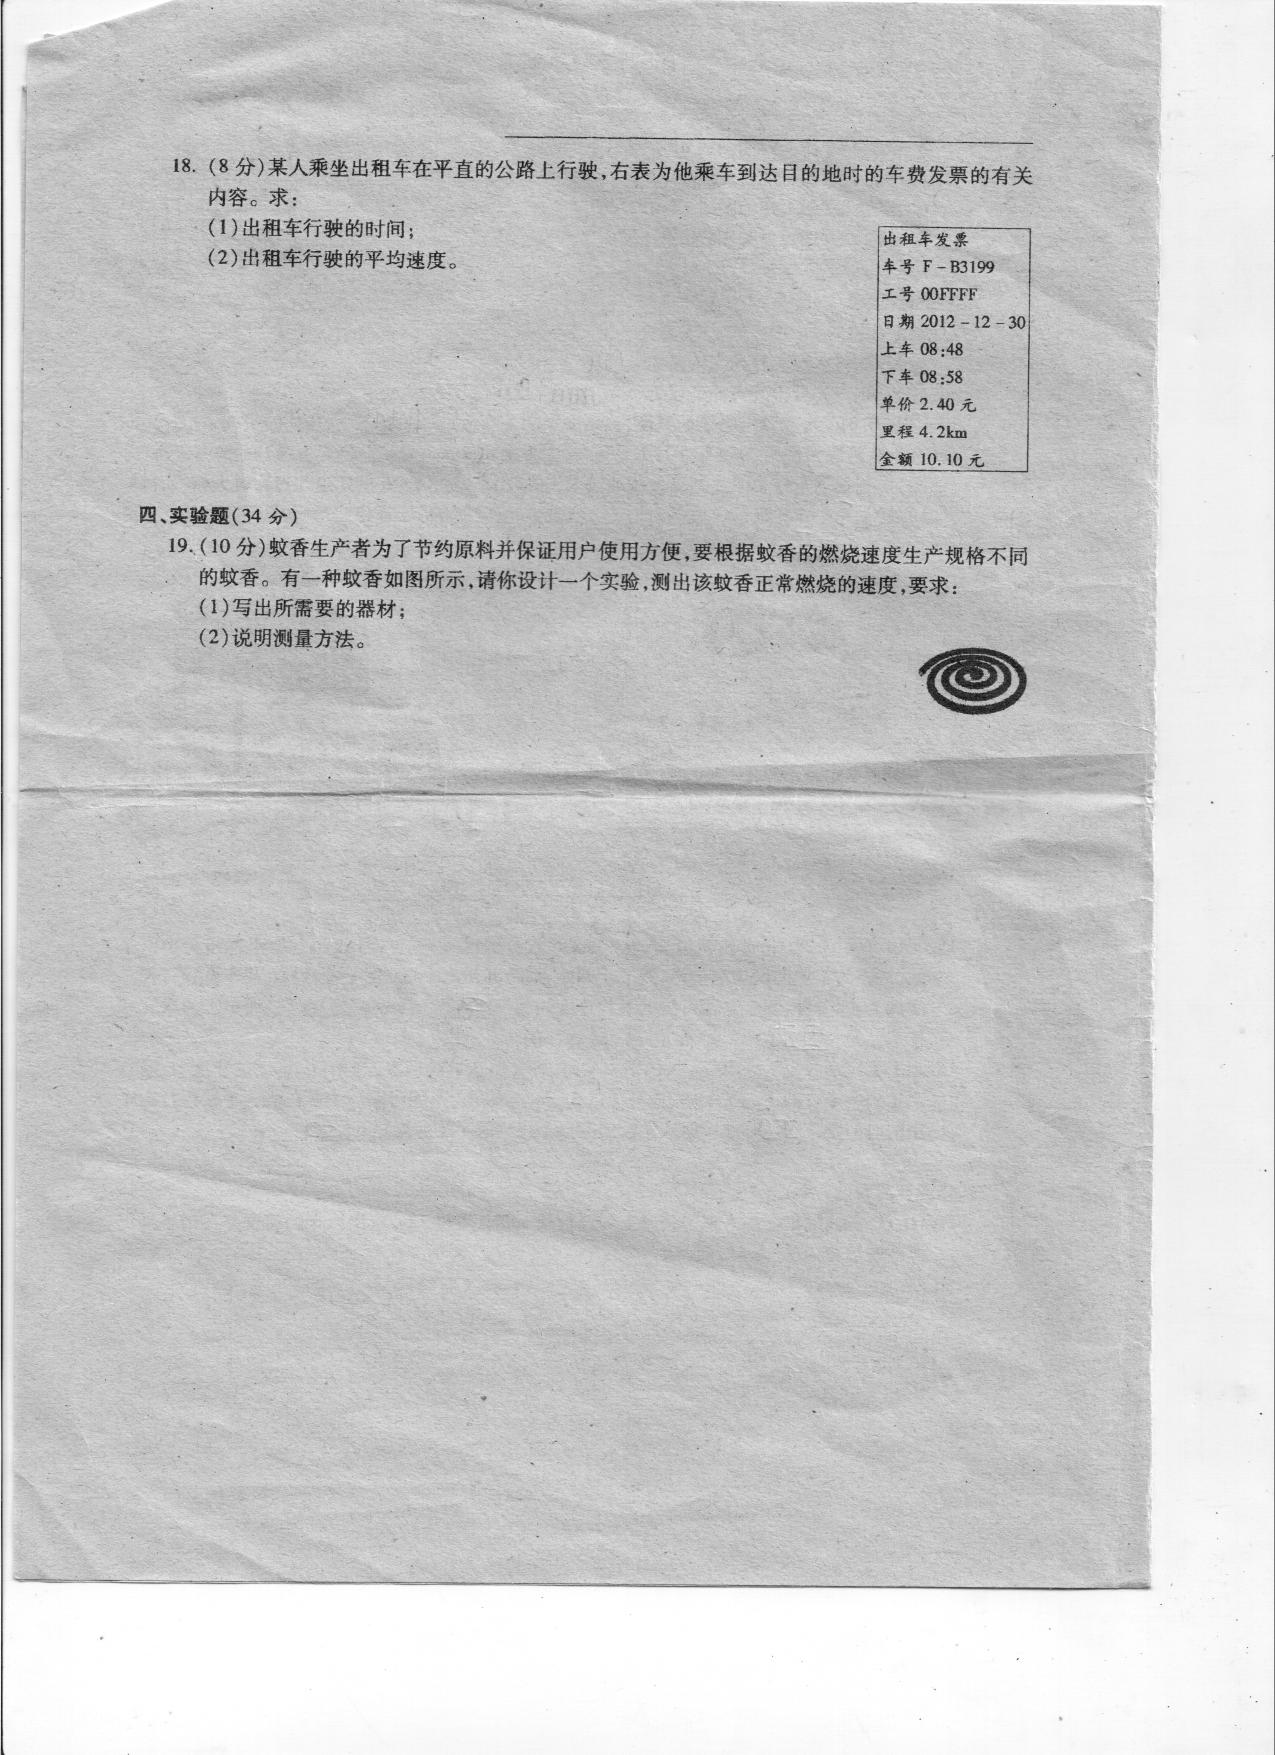 18. (8 分)某人乘坐出租车在平直的公路上行驶,右表为他乘车到达目的地时的车费发票的有关
内容。求:
(1)出租车行驶的时间;
(2)出租车行驶的平均速度。
出租车发票
车号 F-B3199
工号 00FFFF
日期 2012-12-30
上车 08:48
下车 08:58
单价 2.40 元
里程 4.2km
金额 10.10 元
四、实验题(34 分)
19. (10 分)蚊香生产者为了节约原料并保证用户使用方便,要根据蚊香的燃烧速度生产规格不同
的蚊香。有一种蚊香如图所示,请你设计一个实验,测出该蚊香正常燃烧的速度,要求:
(1)写出所需要的器材;
(2)说明测量方法。